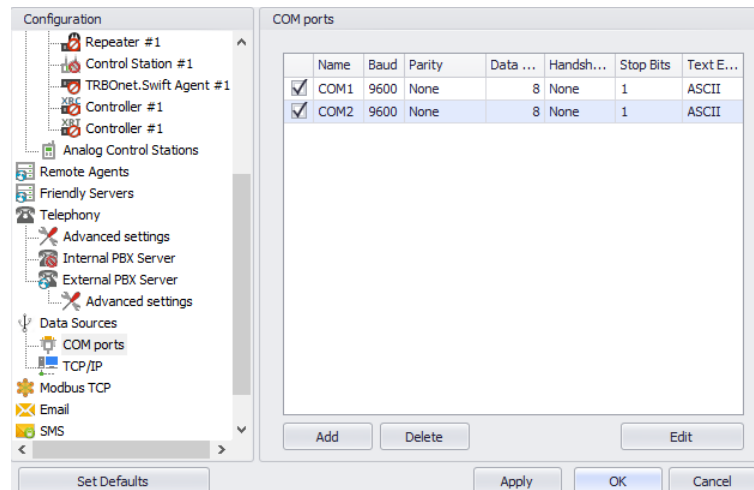 Configuration
Repeater #1
Control Station #1
TRBOnet.Swift Agent #1
XRC Controller #1
XRT Controller #1
Analog Control Stations
Remote Agents
Friendly Servers
Telephony
Advanced settings
Internal PBX Server
External PBX Server
Advanced settings
Data Sources
COM ports
TCP/IP
Modbus TCP
Email
SMS
Set Defaults
COM ports
Name Baud Parity Data ... Handsh... Stop Bits Text E...
COM1 9600 None 8 None 1 ASCII
COM2 9600 None 8 None 1 ASCII
Add Delete Edit
Apply OK Cancel